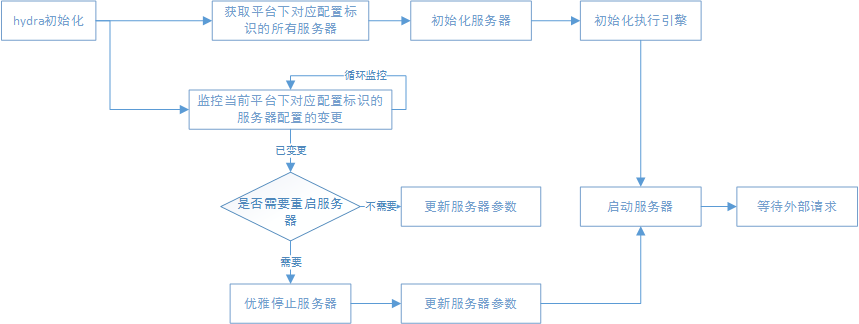 hydra初始化
获取平台下对应配置标
识的所有服务器
初始化服务器
初始化执行引擎
循环监控
监控当前平台下对应配置标识的
服务器配置的变更
已变更
是否需要重启服务
器
不需要
更新服务器参数
启动服务器
等待外部请求
需要
优雅停止服务器
更新服务器参数